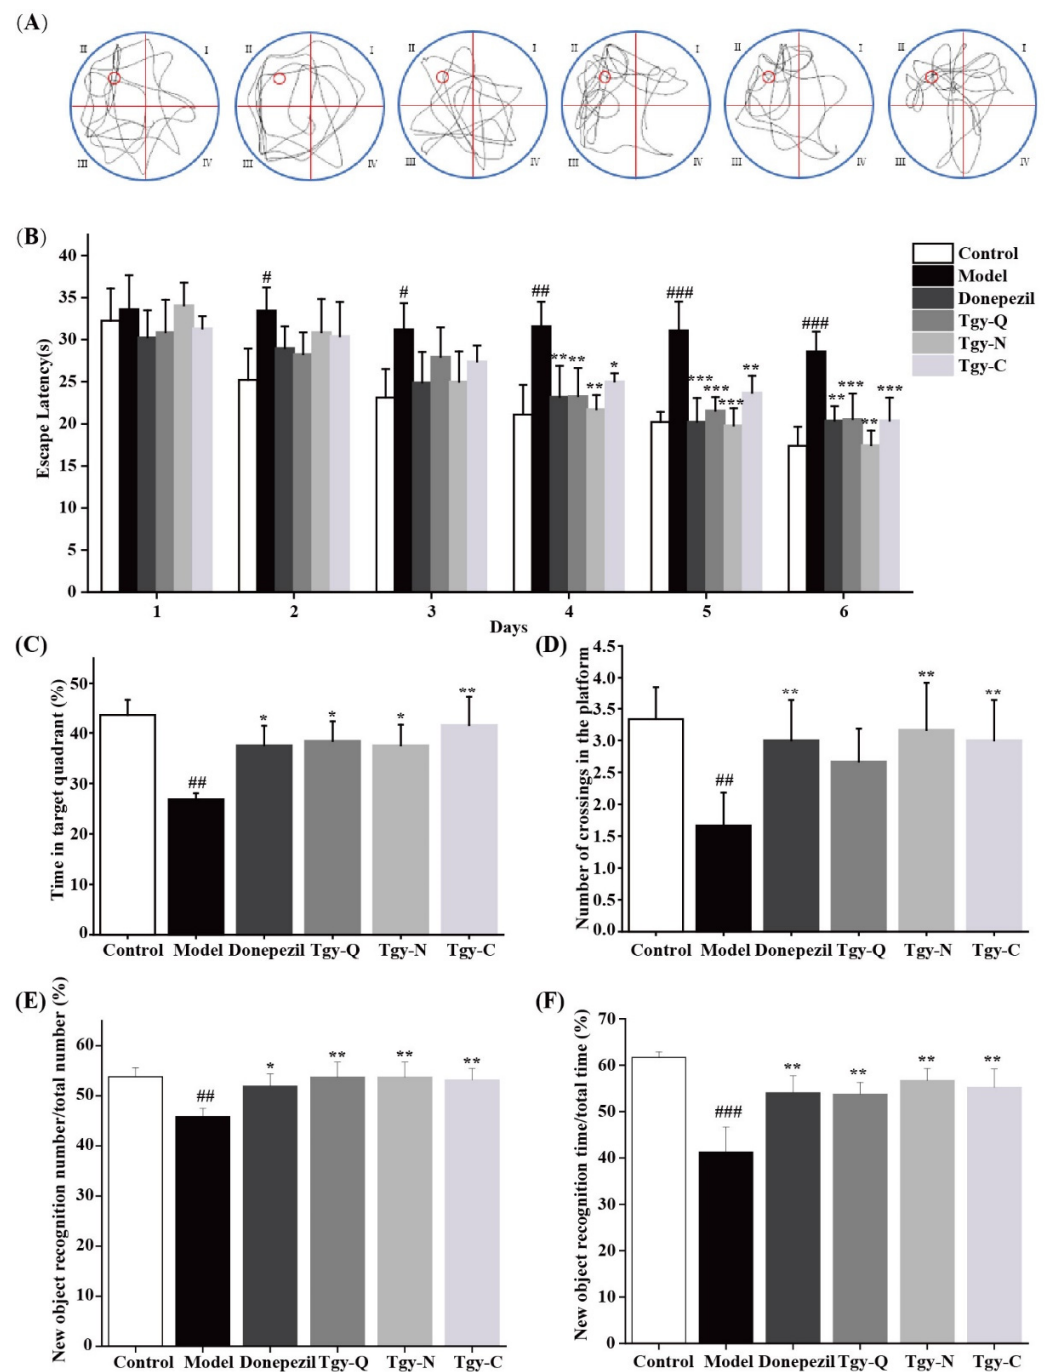 (A)
II I II I II I II I II I II I
III IV III IV III IV III IV III IV III IV
(B)
Escape Latency(s)
40
35
30
25
20
15
10
5
0
# # ## ### ###
** ** ** *
*** *** *** **
** *** ** ***
1 2 3 4 5 6
Days
Control
Model
Donepezil
Tgy-Q
Tgy-N
Tgy-C
(C)
Time in target quadrant (%)
50
40
30
20
10
0
## * * * **
Control Model Donepezil Tgy-Q Tgy-N Tgy-C
(D)
Number of crossings in the platform
4.5
4.0
3.5
3.0
2.5
2.0
1.5
1.0
0.5
0.0
## ** ** **
Control Model Donepezil Tgy-Q Tgy-N Tgy-C
(E)
New object recognition number/total number (%)
60
50
40
30
20
10
0
## * ** ** **
Control Model Donepezil Tgy-Q Tgy-N Tgy-C
(F)
New object recognition time/total time (%)
70
60
50
40
30
20
10
0
### ** ** ** **
Control Model Donepezil Tgy-Q Tgy-N Tgy-C